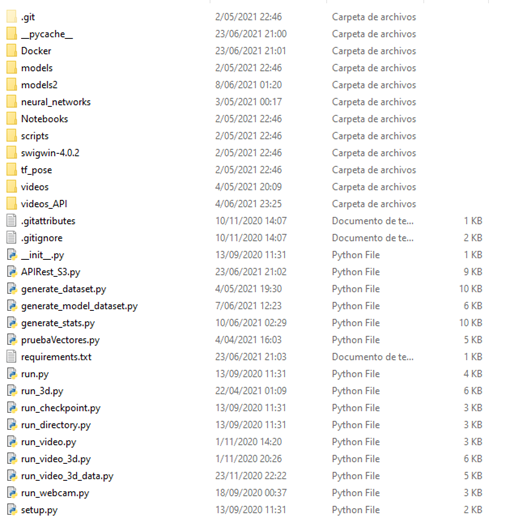 .git 2/05/2021 22:46 Carpeta de archivos
__pycache__ 23/06/2021 21:00 Carpeta de archivos
Docker 23/06/2021 21:01 Carpeta de archivos
models 2/05/2021 22:46 Carpeta de archivos
models2 8/06/2021 01:20 Carpeta de archivos
neural_networks 3/05/2021 00:17 Carpeta de archivos
Notebooks 2/05/2021 22:46 Carpeta de archivos
scripts 2/05/2021 22:46 Carpeta de archivos
swigwin-4.0.2 2/05/2021 22:46 Carpeta de archivos
tf_pose 2/05/2021 22:46 Carpeta de archivos
videos 4/05/2021 20:09 Carpeta de archivos
videos_API 4/06/2021 23:25 Carpeta de archivos
.gitattributes 10/11/2020 14:07 Documento de te... 1 KB
.gitignore 10/11/2020 14:07 Documento de te... 2 KB
__init__.py 13/09/2020 11:31 Python File 1 KB
APIRest_S3.py 23/06/2021 21:02 Python File 9 KB
generate_dataset.py 4/05/2021 19:30 Python File 10 KB
generate_model_dataset.py 7/06/2021 12:23 Python File 6 KB
generate_stats.py 10/06/2021 02:29 Python File 10 KB
pruebaVectores.py 4/04/2021 16:03 Python File 5 KB
requirements.txt 23/06/2021 21:03 Documento de te... 1 KB
run.py 13/09/2020 11:31 Python File 4 KB
run_3d.py 22/04/2021 01:09 Python File 6 KB
run_checkpoint.py 13/09/2020 11:31 Python File 3 KB
run_directory.py 13/09/2020 11:31 Python File 3 KB
run_video.py 1/11/2020 14:20 Python File 3 KB
run_video_3d.py 1/11/2020 20:26 Python File 6 KB
run_video_3d_data.py 23/11/2020 22:22 Python File 5 KB
run_webcam.py 18/09/2020 00:37 Python File 3 KB
setup.py 13/09/2020 11:31 Python File 2 KB